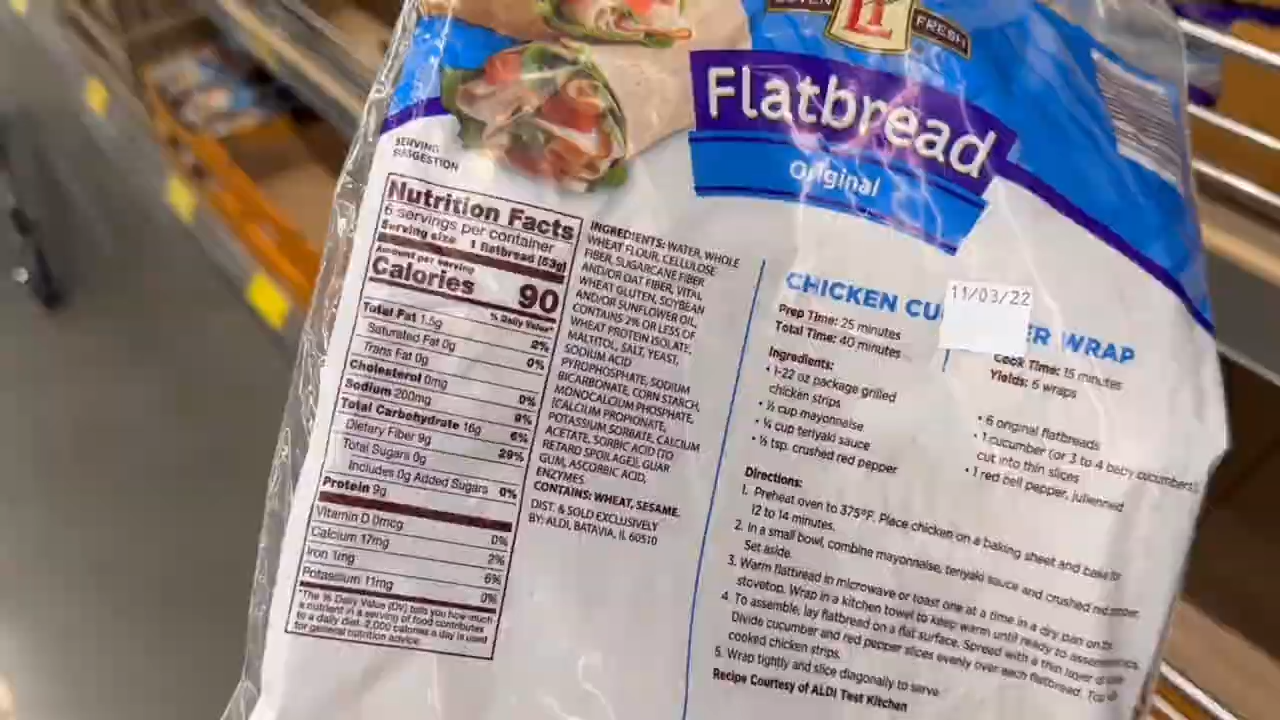 OVEN
FRESH
Flatbread
Original
SERVING
SUGGESTION
Nutrition Facts
6 servings per container
Serving size 1 flatbread (63g)
Amount per serving
Calories 90
% Daily Value*
Total Fat 1.5g 2%
Saturated Fat 0g 0%
Trans Fat 0g
Cholesterol 0mg 0%
Sodium 200mg 9%
Total Carbohydrate 16g 6%
Dietary Fiber 9g 29%
Total Sugars 0g
Includes 0g Added Sugars 0%
Protein 9g
Vitamin D 0mcg 0%
Calcium 17mg 2%
Iron 1mg 6%
Potassium 11mg 0%
*The % Daily Value (DV) tells you how much
a nutrient in a serving of food contributes
to a daily diet. 2,000 calories a day is used
for general nutrition advice.
INGREDIENTS: WATER, WHOLE
WHEAT FLOUR, CELLULOSE
FIBER, SUGARCANE FIBER
AND/OR OAT FIBER, VITAL
WHEAT GLUTEN, SOYBEAN
AND/OR SUNFLOWER OIL,
CONTAINS 2% OR LESS OF:
WHEAT PROTEIN ISOLATE,
MALTITOL, SALT, YEAST,
SODIUM ACID
PYROPHOSPHATE, SODIUM
BICARBONATE, CORN STARCH,
MONOCALCIUM PHOSPHATE,
[CALCIUM PROPIONATE,
POTASSIUM SORBATE, CALCIUM
ACETATE, SORBIC ACID (TO
RETARD SPOILAGE)], GUAR
GUM, ASCORBIC ACID,
ENZYMES.
CONTAINS: WHEAT, SESAME.
DIST. & SOLD EXCLUSIVELY
BY: ALDI, BATAVIA, IL 60510
CHICKEN CU ER WRAP
11/03/22
Prep Time: 25 minutes
Total Time: 40 minutes
Cook Time: 15 minutes
Yields: 6 wraps
Ingredients:
• 1-22 oz package grilled
chicken strips
• ½ cup mayonnaise
• ¼ cup teriyaki sauce
• ½ tsp. crushed red pepper
• 6 original flatbreads
• 1 cucumber (or 3 to 4 baby cucumbers),
cut into thin slices
• 1 red bell pepper, julienned
Directions:
1. Preheat oven to 375°F. Place chicken on a baking sheet and bake for
12 to 14 minutes.
2. In a small bowl, combine mayonnaise, teriyaki sauce and crushed red pepper.
Set aside.
3. Warm flatbread in microwave or toast one at a time in a dry pan on the
stovetop. Wrap in a kitchen towel to keep warm until ready to assemble.
4. To assemble, lay flatbread on a flat surface. Spread with a thin layer of
Divide cucumber and red pepper slices evenly over each flatbread. Top
cooked chicken strips.
5. Wrap tightly and slice diagonally to serve
Recipe Courtesy of ALDI Test Kitchen